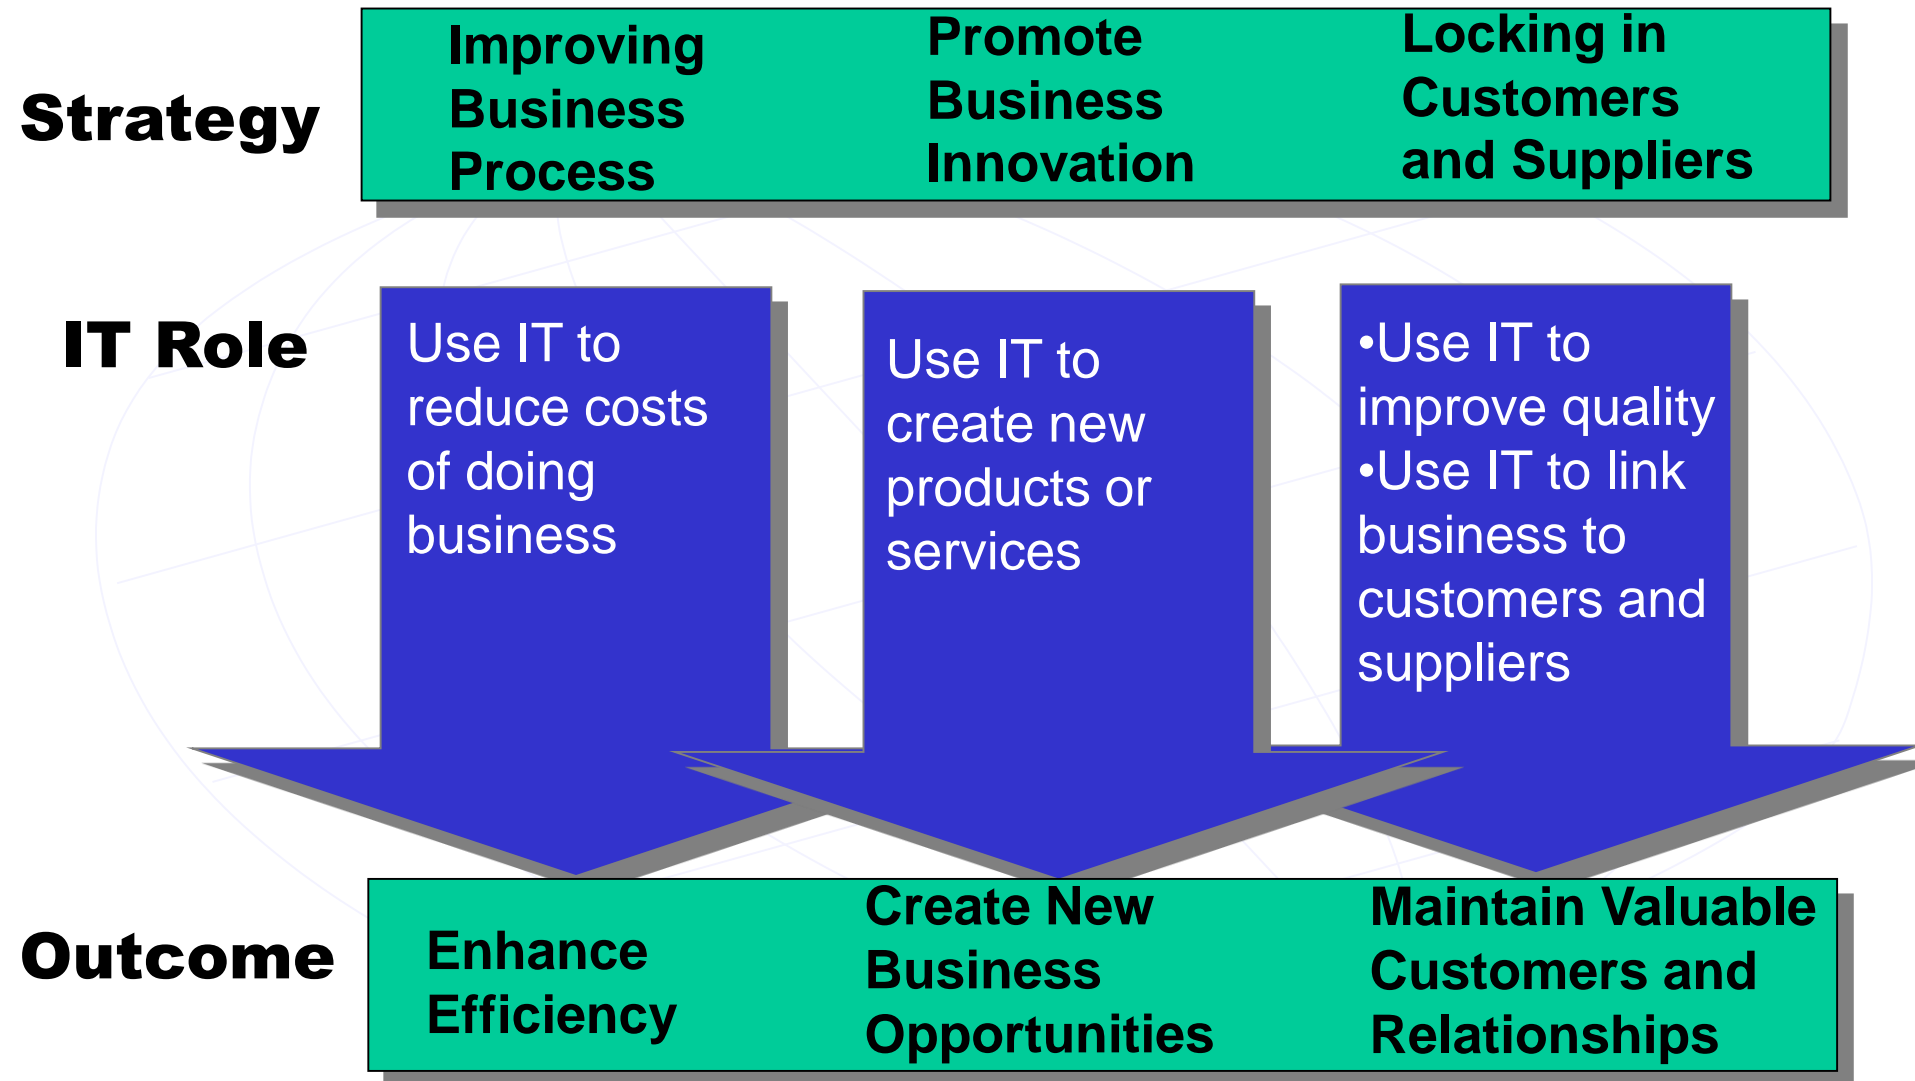 Strategy
Improving
Business
Process
Promote
Business
Innovation
Locking in
Customers
and Suppliers
IT Role
Use IT to
reduce costs
of doing
business
Use IT to
create new
products or
services
•Use IT to
improve quality
•Use IT to link
business to
customers and
suppliers
Outcome
Enhance
Efficiency
Create New
Business
Opportunities
Maintain Valuable
Customers and
Relationships